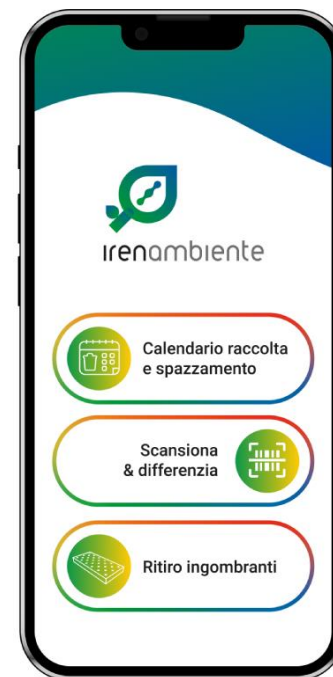 irenambiente
Calendario raccolta
e spazzamento
Scansiona
& differenzia
Ritiro ingombranti